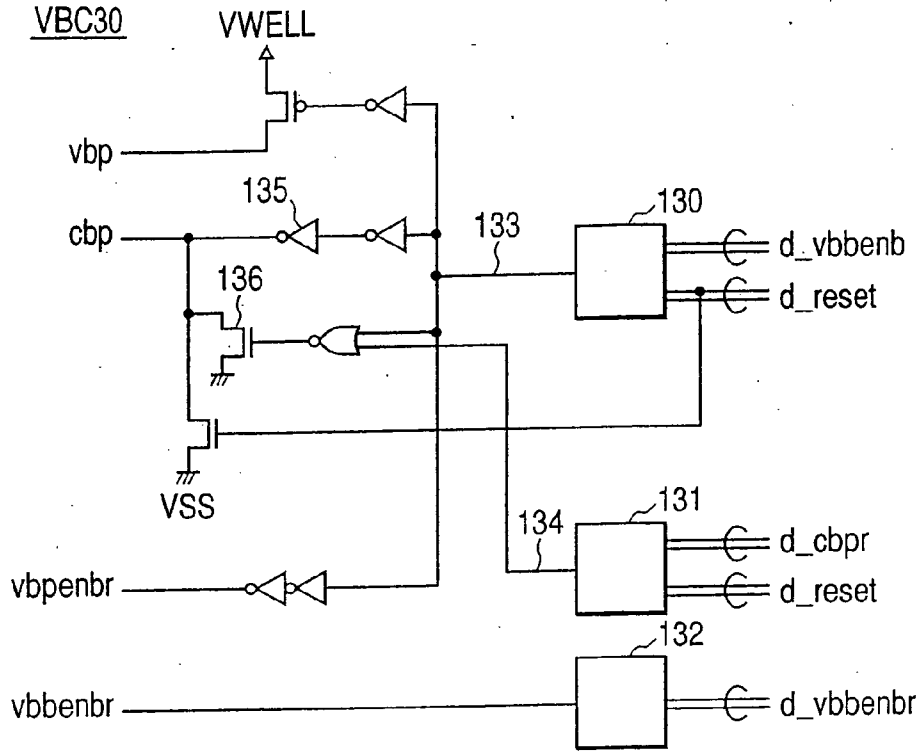 VBC30
VWELL
vbp
135
130
cbp
133
d_vbbenb
136
d_reset
VSS
131
134
d_cbpr
vbpenbr
d_reset
132
vbbenbr
d_vbbenbr